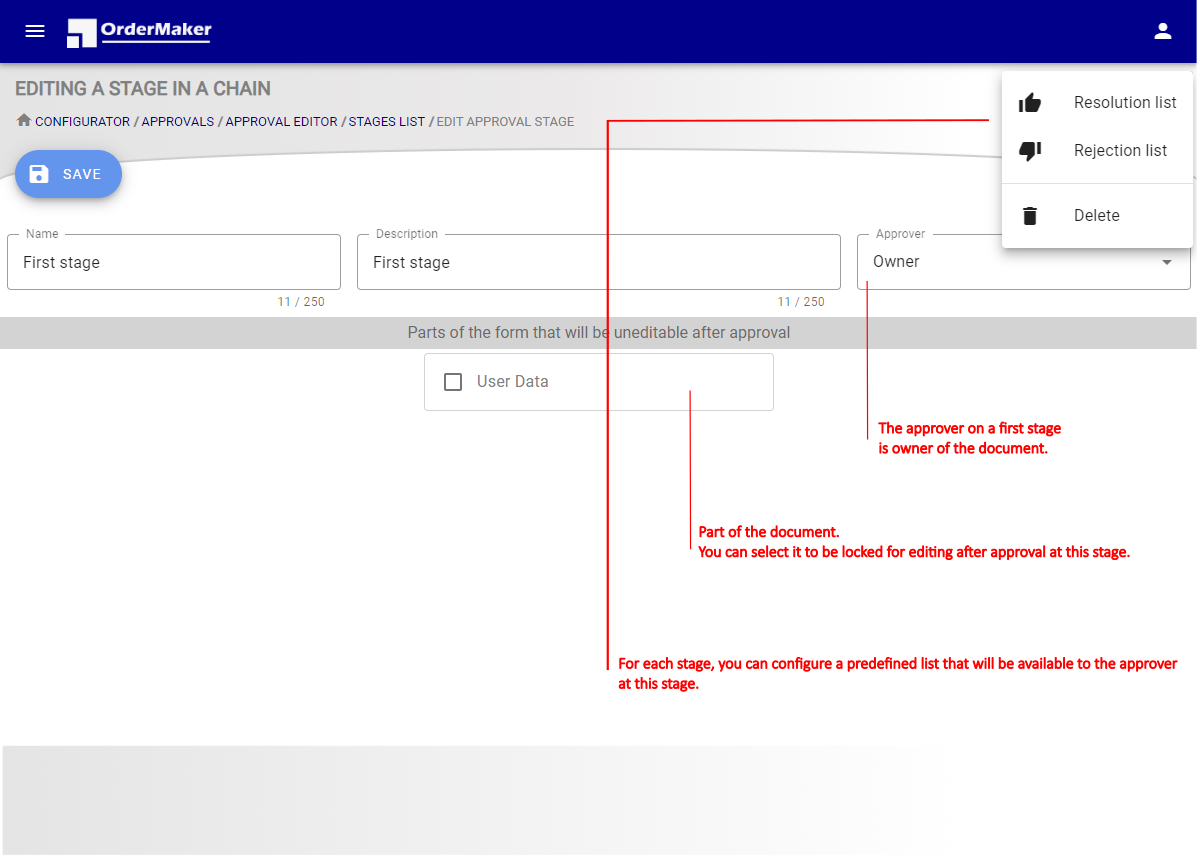 OrderMaker
EDITING A STAGE IN A CHAIN
CONFIGURATOR / APPROVALS / APPROVAL EDITOR / STAGES LIST / EDIT APPROVAL STAGE
Resolution list
Rejection list
Delete
SAVE
Name
First stage
11 / 250
Description
First stage
11 / 250
Approver
Owner
Parts of the form that will be uneditable after approval
User Data
The approver on a first stage
is owner of the document.
Part of the document.
You can select it to be locked for editing after approval at this stage.
For each stage, you can configure a predefined list that will be available to the approver
at this stage.